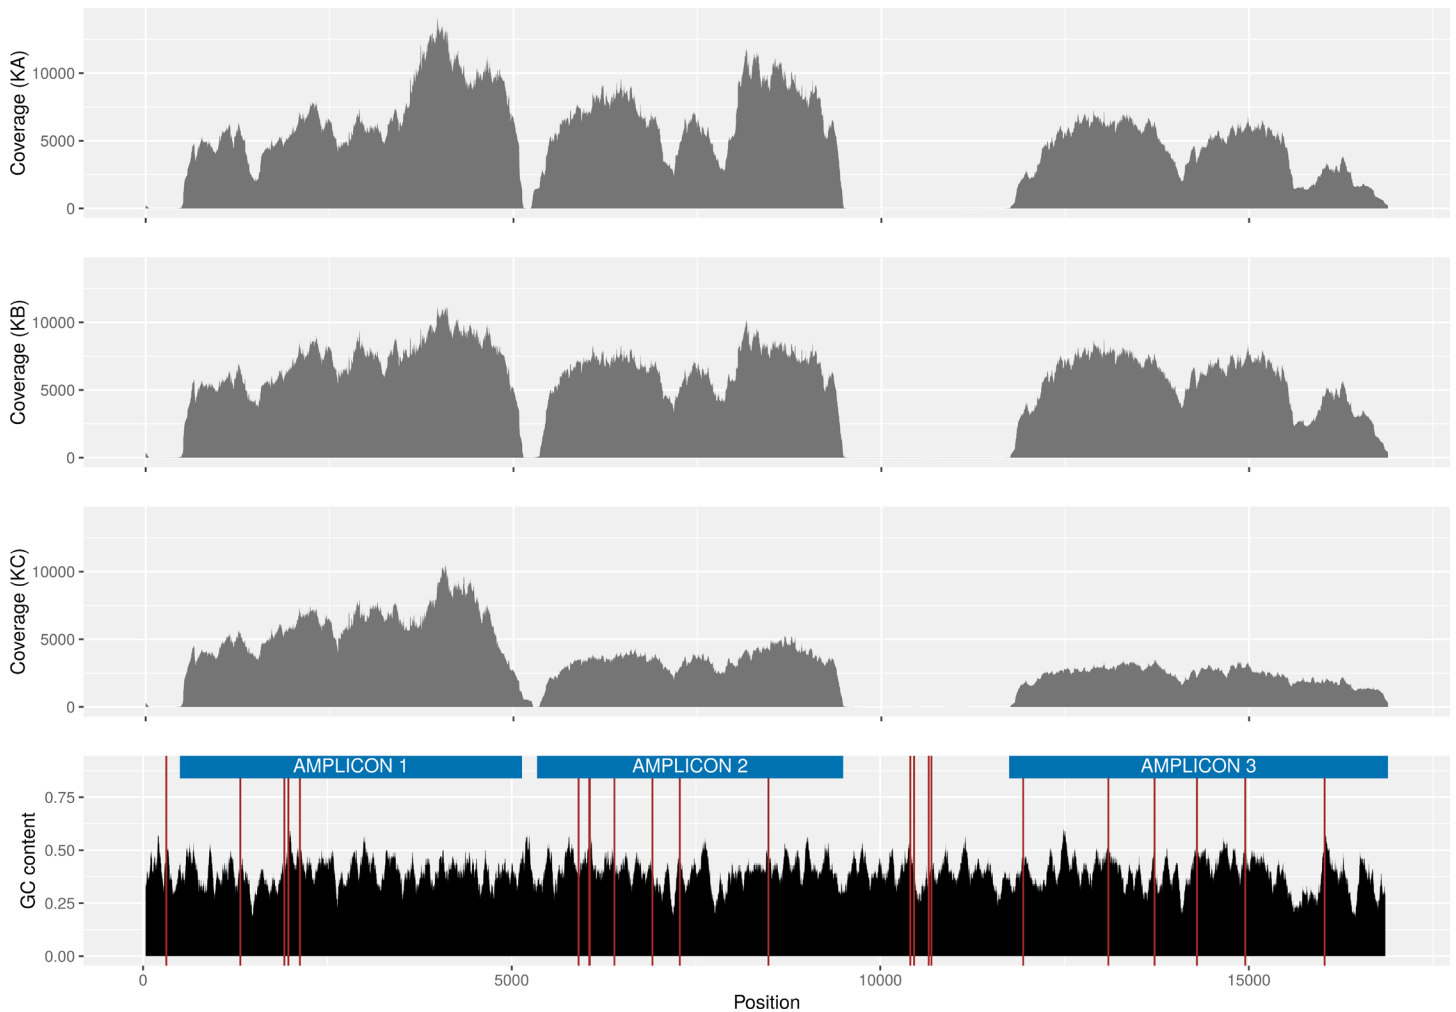 Coverage (KA)
10000
5000
0
Coverage (KB)
10000
5000
0
Coverage (KC)
10000
5000
0
AMPLICON 1 AMPLICON 2 AMPLICON 3
GC content
0.75
0.50
0.25
0.00
0 5000 10000 15000
Position